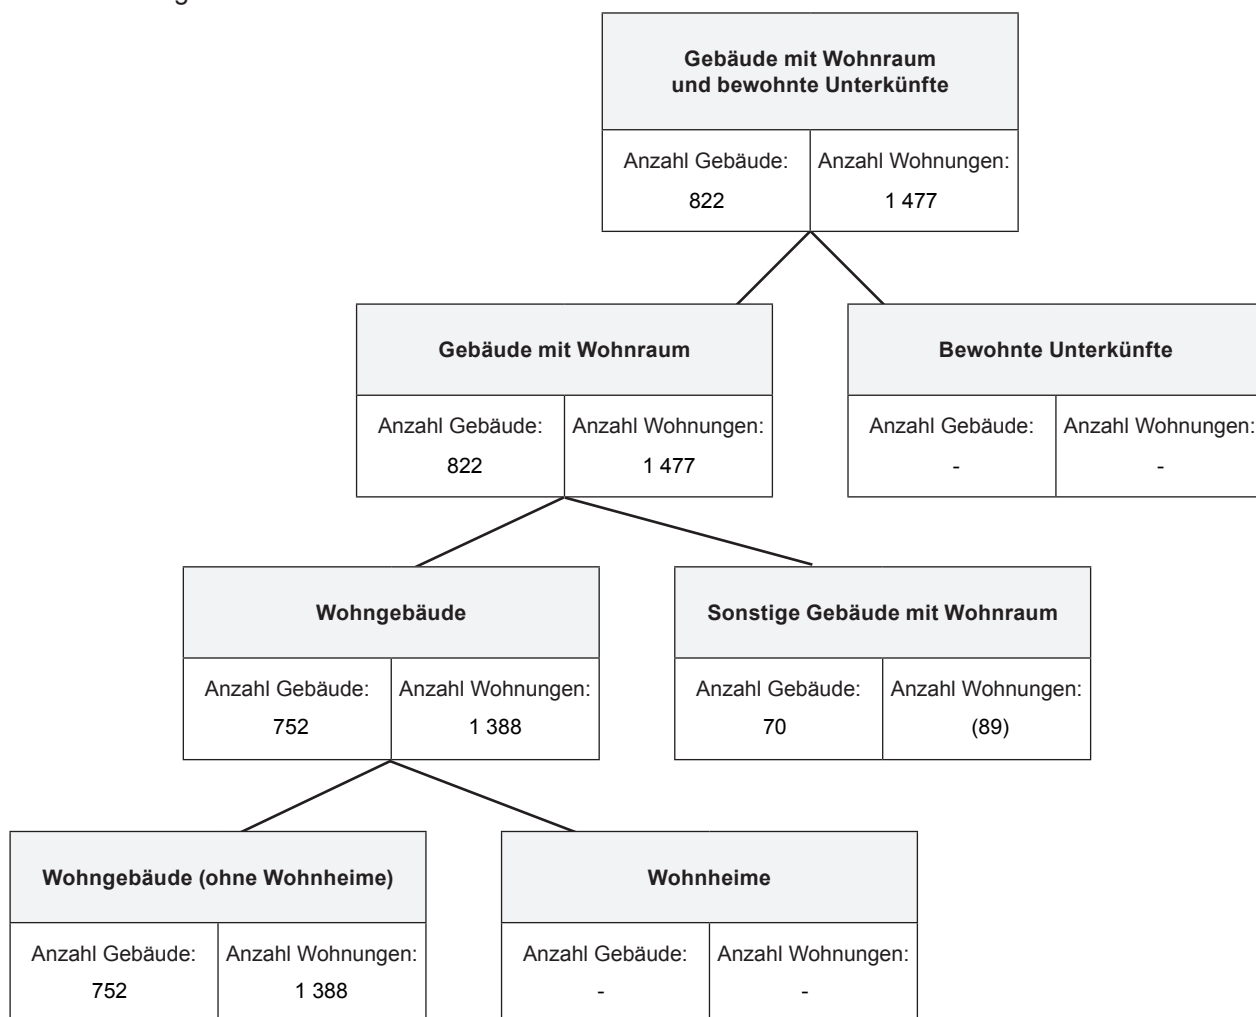 Gebäude mit Wohnraum
und bewohnte Unterkünfte
Anzahl Gebäude: Anzahl Wohnungen:
822 1 477
Gebäude mit Wohnraum
Anzahl Gebäude: Anzahl Wohnungen:
822 1 477
Bewohnte Unterkünfte
Anzahl Gebäude: Anzahl Wohnungen:
- -
Wohngebäude
Anzahl Gebäude: Anzahl Wohnungen:
752 1 388
Sonstige Gebäude mit Wohnraum
Anzahl Gebäude: Anzahl Wohnungen:
70 (89)
Wohngebäude (ohne Wohnheime)
Anzahl Gebäude: Anzahl Wohnungen:
752 1 388
Wohnheime
Anzahl Gebäude: Anzahl Wohnungen:
- -